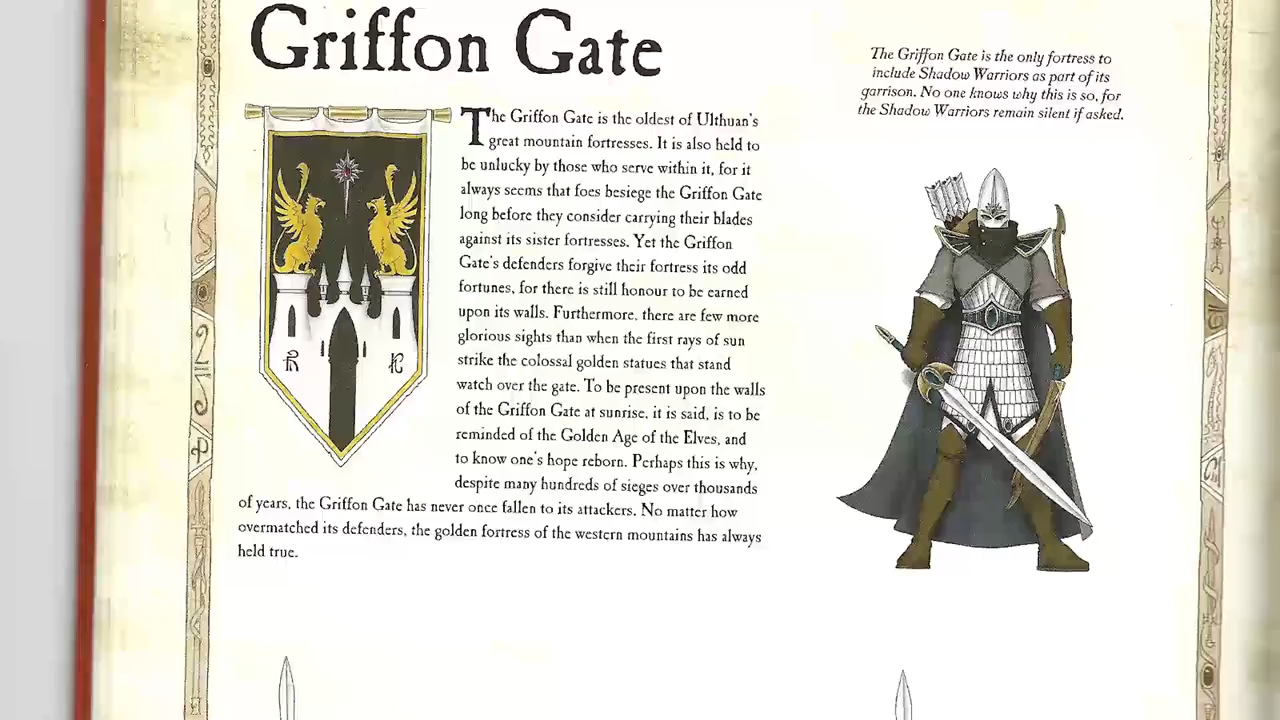 Griffon Gate
The Griffon Gate is the oldest of Ulthuan's
great mountain fortresses. It is also held to
be unlucky by those who serve within it, for it
always seems that foes besiege the Griffon Gate
long before they consider carrying their blades
against its sister fortresses. Yet the Griffon
Gate's defenders forgive their fortress its odd
fortunes, for there is still honour to be earned
upon its walls. Furthermore, there are few more
glorious sights than when the first rays of sun
strike the colossal golden statues that stand
watch over the gate. To be present upon the walls
of the Griffon Gate at sunrise, it is said, is to be
reminded of the Golden Age of the Elves, and
to know one's hope reborn. Perhaps this is why,
despite many hundreds of sieges over thousands
of years, the Griffon Gate has never once fallen to its attackers. No matter how
overmatched its defenders, the golden fortress of the western mountains has always
held true.
The Griffon Gate is the only fortress to
include Shadow Warriors as part of its
garrison. No one knows why this is so, for
the Shadow Warriors remain silent if asked.